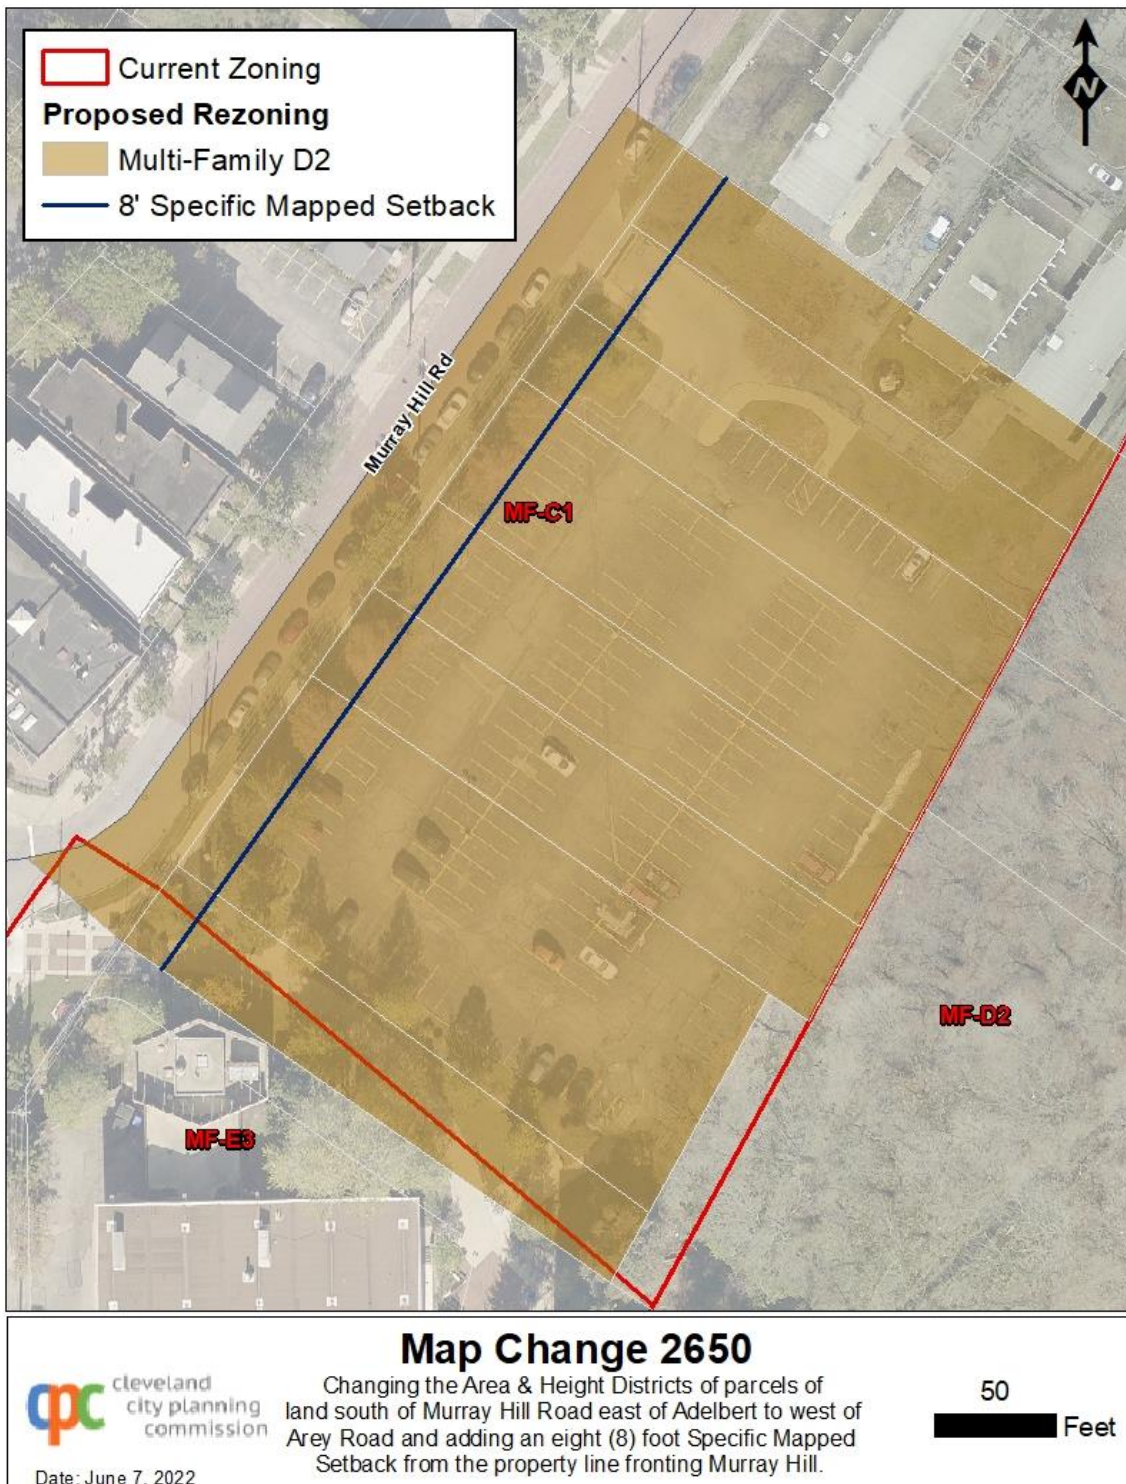 Current Zoning
Proposed Rezoning
Multi-Family D2
8' Specific Mapped Setback
N
Murray Hill Rd
MF-C1
MF-D2
MF-E3
Map Change 2650
cpc
cleveland
city planning
commission
Changing the Area & Height Districts of parcels of
land south of Murray Hill Road east of Adelbert to west of
Arey Road and adding an eight (8) foot Specific Mapped
Setback from the property line fronting Murray Hill.
50
Feet
Date: June 7, 2022